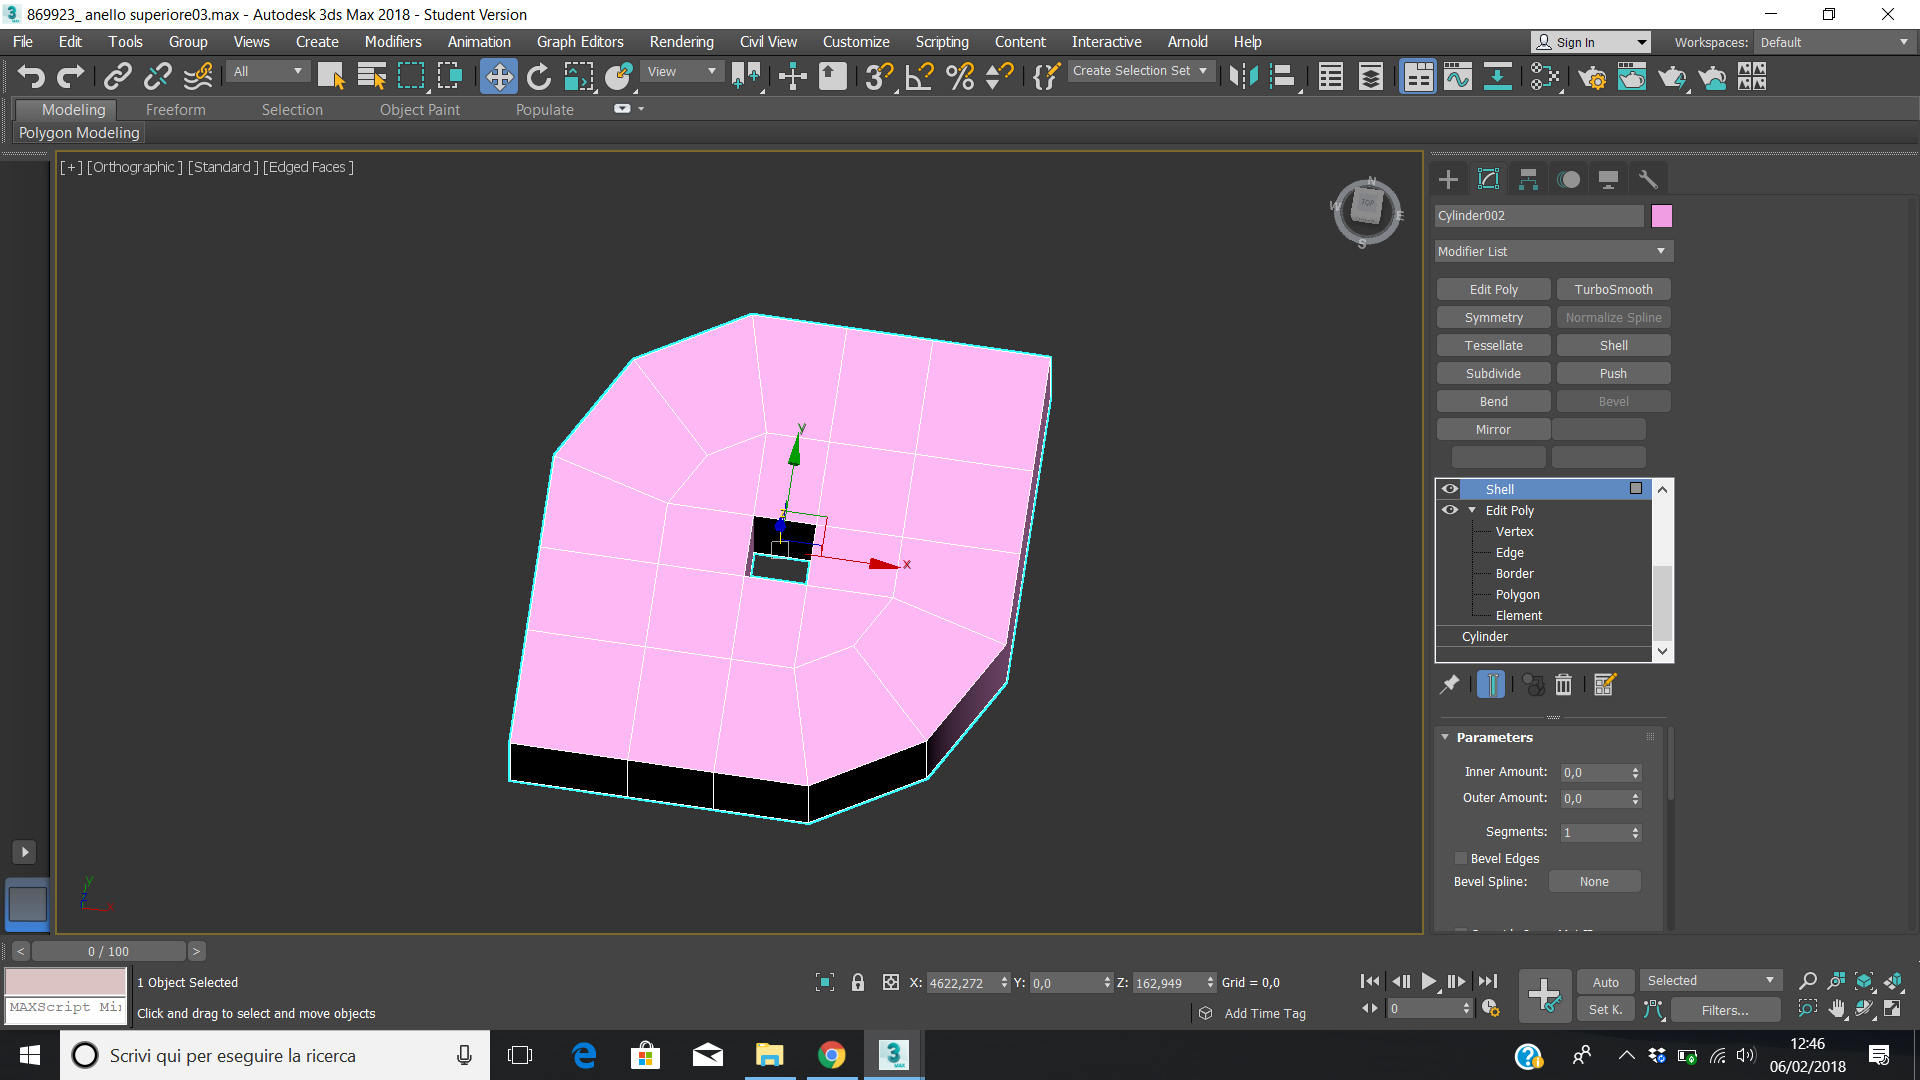 869923_ anello superiore03.max - Autodesk 3ds Max 2018 - Student Version
File Edit Tools Group Views Create Modifiers Animation Graph Editors Rendering Civil View Customize Scripting Content Interactive Arnold Help Sign In Workspaces: Default
All View Create Selection Set
Modeling Freeform Selection Object Paint Populate
Polygon Modeling
[ + ] [Orthographic ] [Standard ] [Edged Faces ]
N
W TOP E
S
Cylinder002
Modifier List
Edit Poly TurboSmooth
Symmetry Normalize Spline
Tessellate Shell
Subdivide Push
Bend Bevel
Mirror
y
x
Shell
Edit Poly
Vertex
Edge
Border
Polygon
Element
Cylinder
Parameters
Inner Amount: 0,0
Outer Amount: 0,0
Segments: 1
Bevel Edges
Bevel Spline: None
< 0 / 100 >
1 Object Selected X: 4622,272 Y: 0,0 Z: 162,949 Grid = 0,0 Auto Selected
MAXScript Mi
Click and drag to select and move objects Add Time Tag 0 Set K. Filters...
Scrivi qui per eseguire la ricerca
3
MAX
12:46
06/02/2018